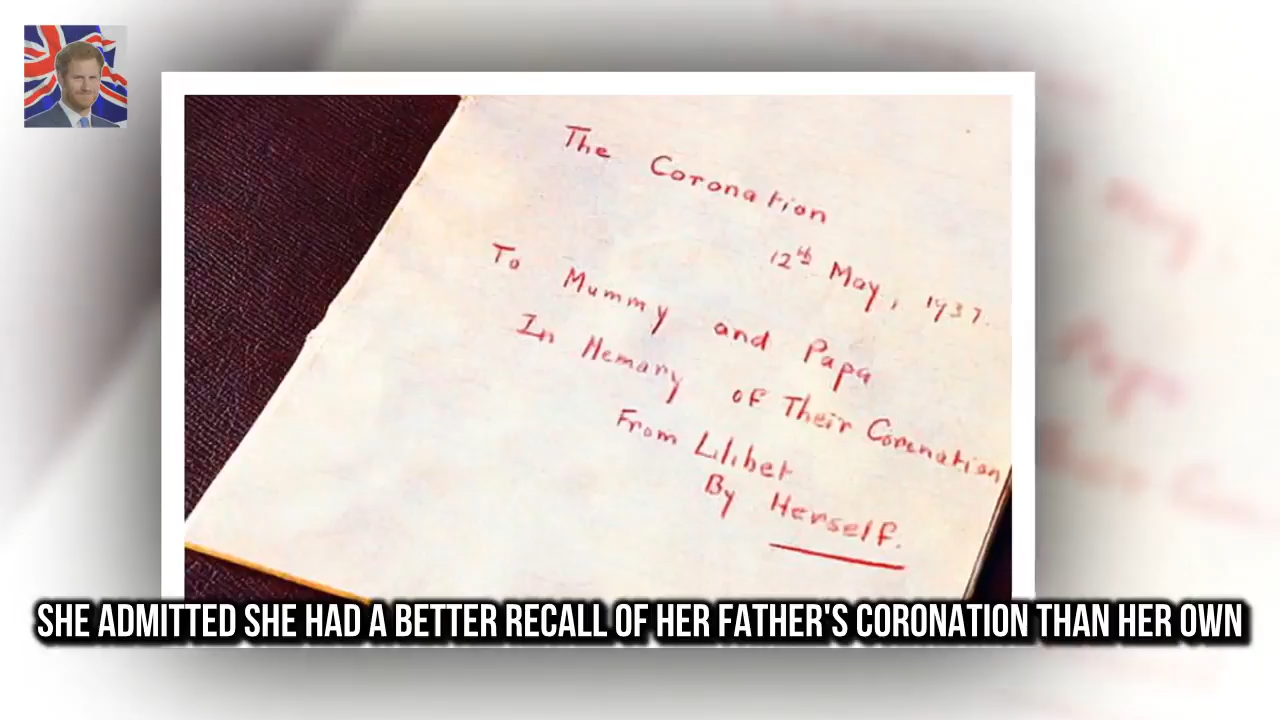 The Coronation
12th May, 1937.
To Mummy and Papa
In Memary of Their Coronation
From Lilibet
By Herself.
SHE ADMITTED SHE HAD A BETTER RECALL OF HER FATHER'S CORONATION THAN HER OWN